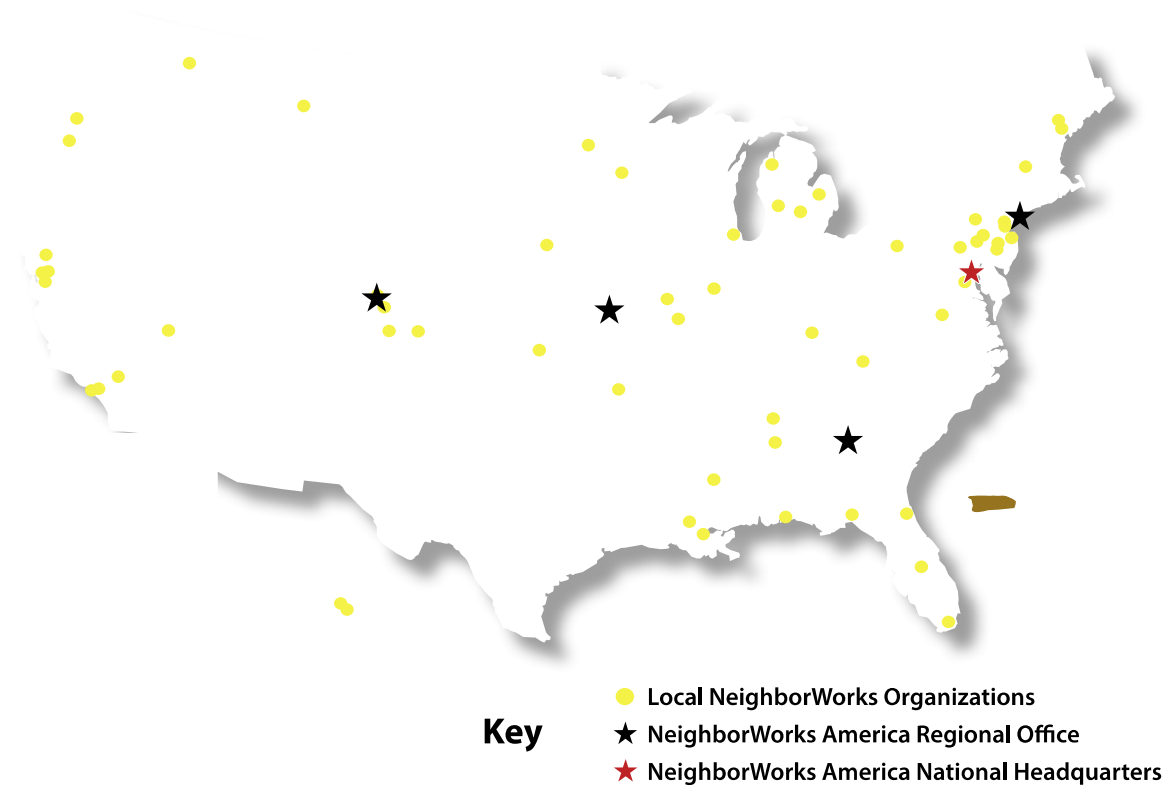 Key
Local NeighborWorks Organizations
NeighborWorks America Regional Office
NeighborWorks America National Headquarters